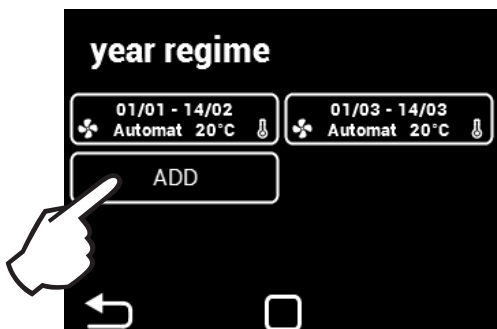 year regime
01/01 - 14/02
Automat 20°C
01/03 - 14/03
Automat 20°C
ADD